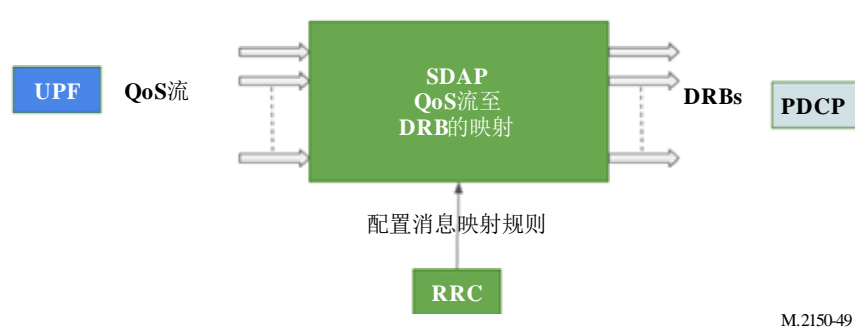 UPF
QoS流
SDAP
QoS流至
DRB的映射
DRBs
PDCP
配置消息映射规则
RRC
M.2150-49